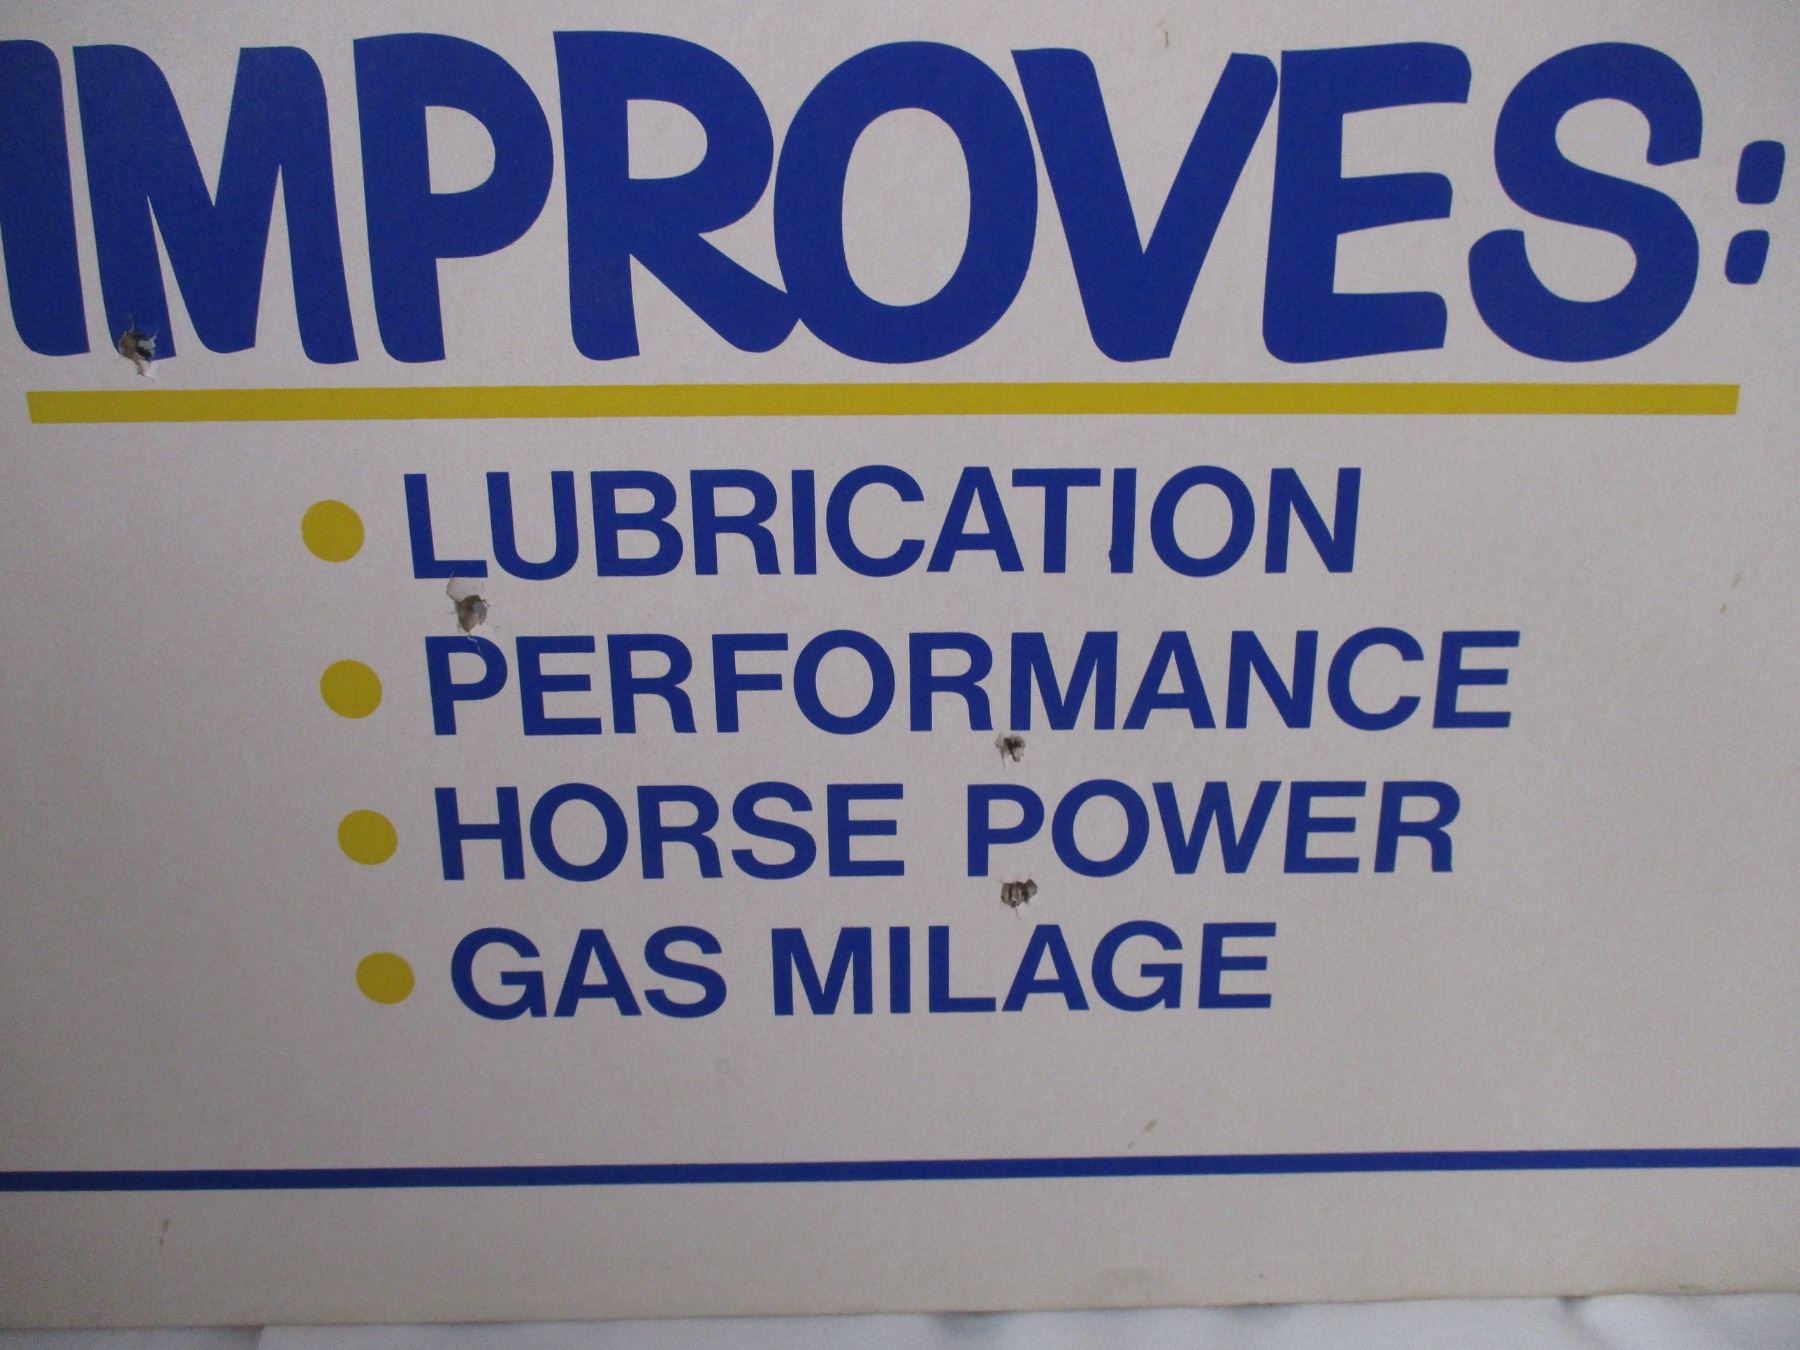 IMPROVES:
• LUBRICATION
• PERFORMANCE
• HORSE POWER
• GAS MILAGE